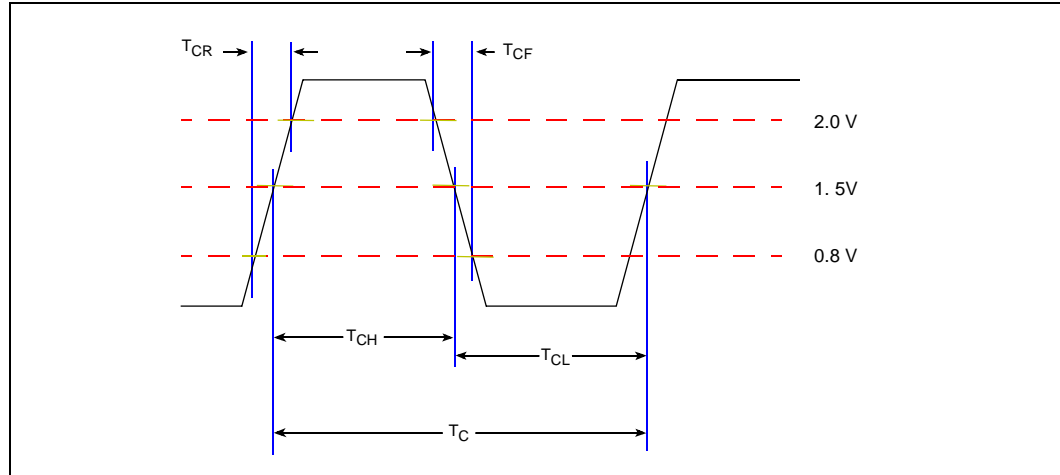 TCR
TCF
2.0 V
1. 5V
0.8 V
TCH
TCL
TC